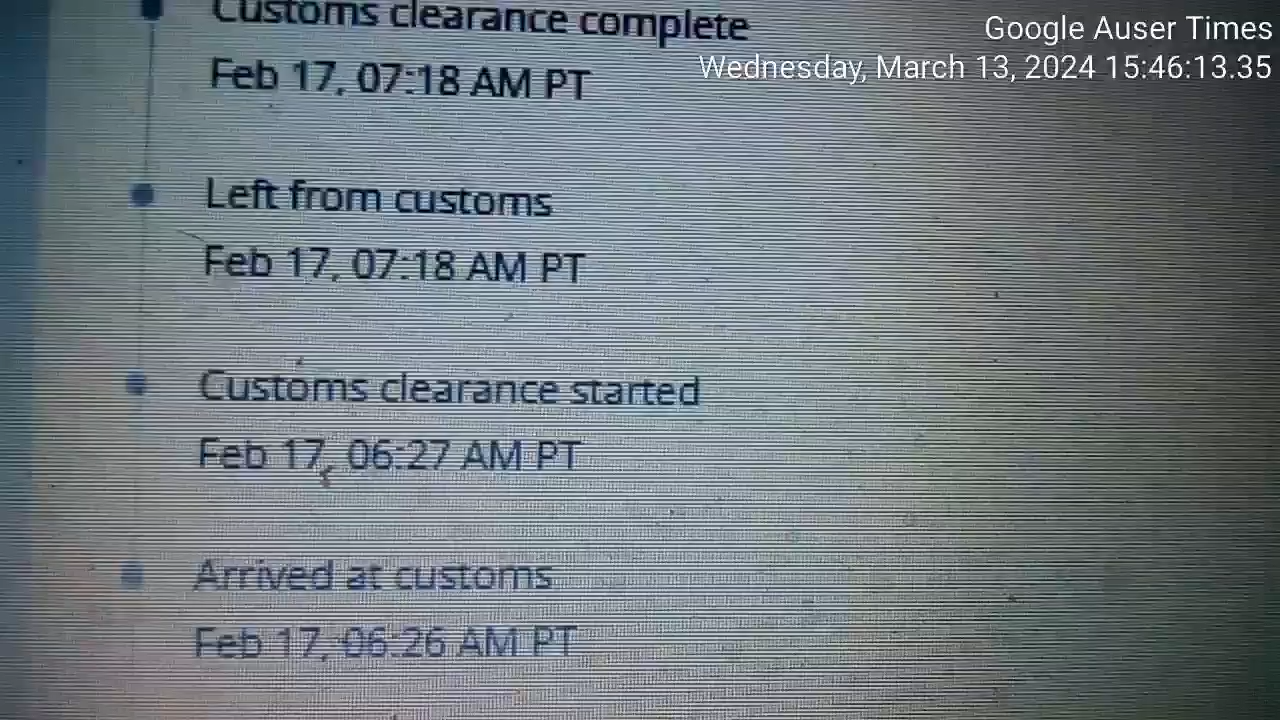 Customs clearance complete
Feb 17, 07:18 AM PT
Left from customs
Feb 17, 07:18 AM PT
Customs clearance started
Feb 17, 06:27 AM PT
Arrived at customs
Feb 17, 06:26 AM PT
Google Auser Times
Wednesday, March 13, 2024 15:46:13.35